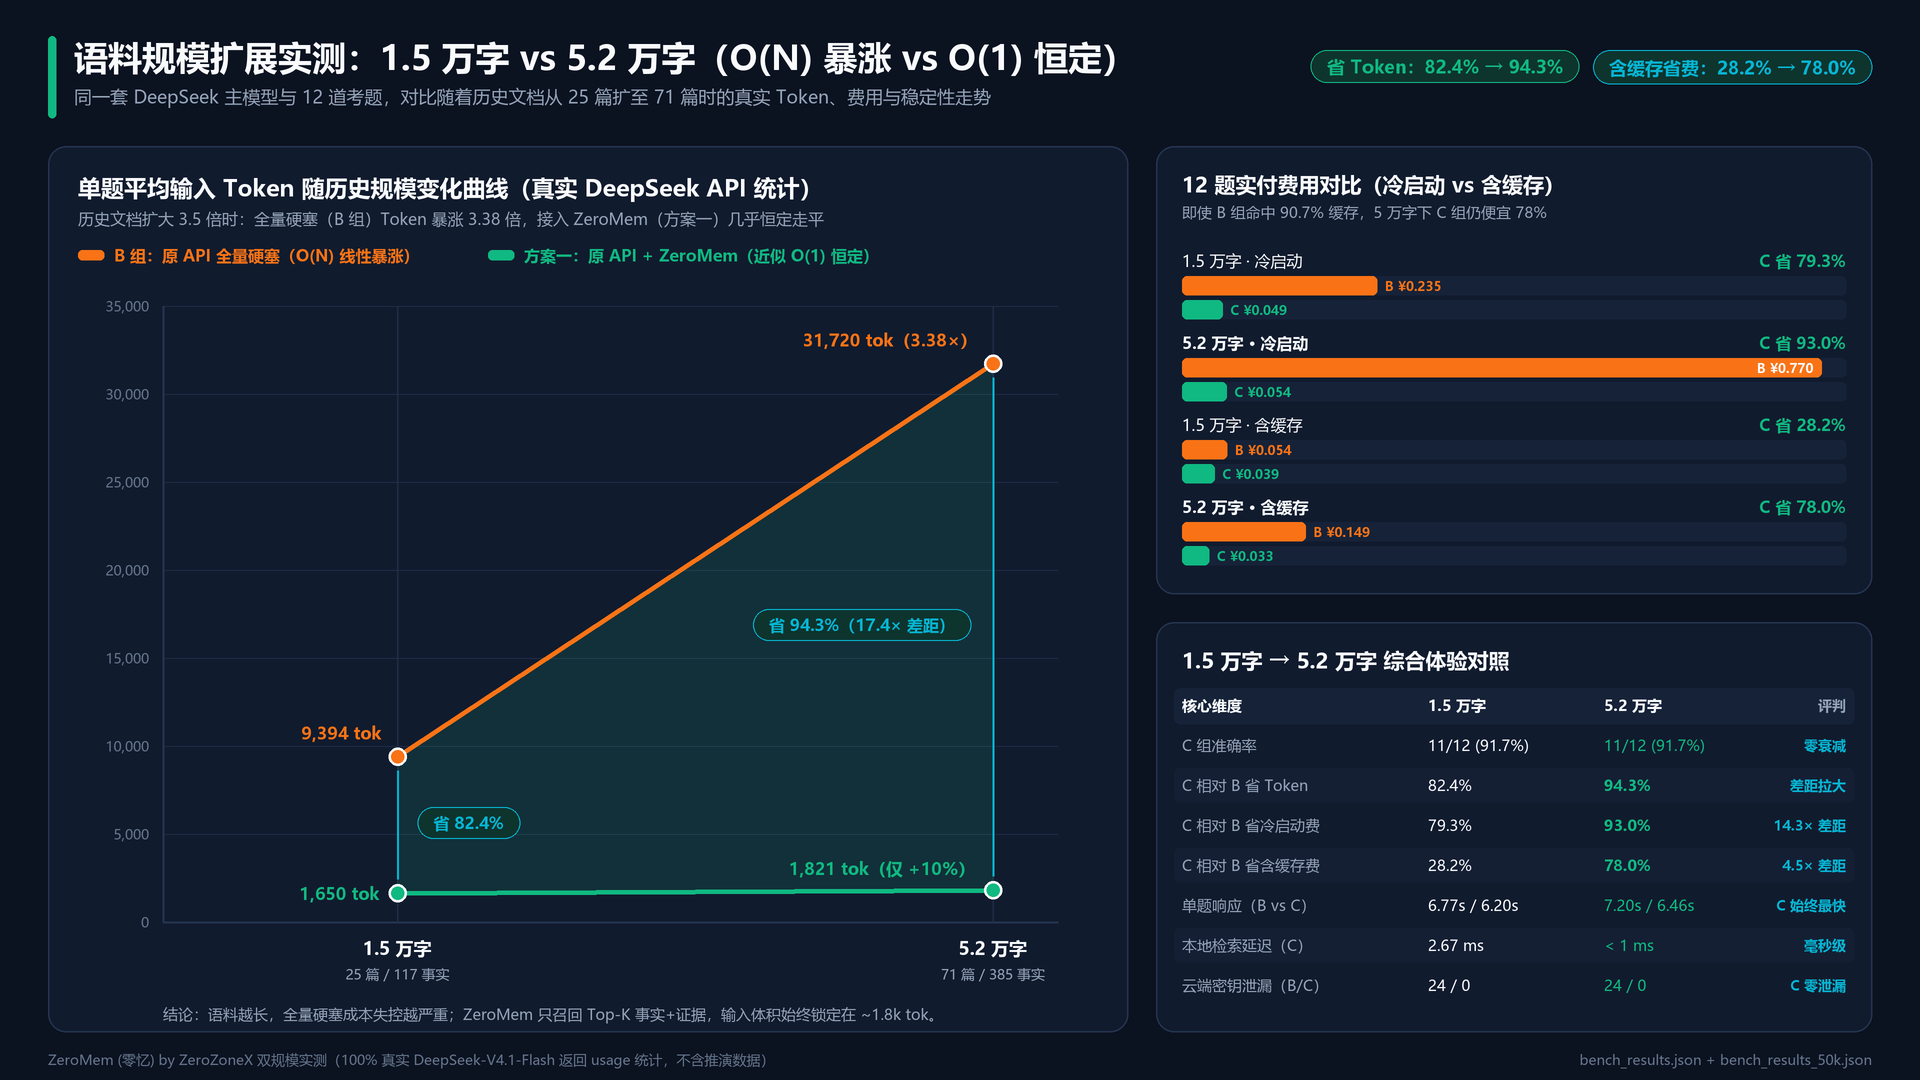 语料规模扩展实测：1.5 万字 vs 5.2 万字（O(N) 暴涨 vs O(1) 恒定）
同一套 DeepSeek 主模型与 12 道考题，对比随着历史文档从 25 篇扩至 71 篇时的真实 Token、费用与稳定性走势
省 Token：82.4% → 94.3%
含缓存省费：28.2% → 78.0%
单题平均输入 Token 随历史规模变化曲线（真实 DeepSeek API 统计）
历史文档扩大 3.5 倍时：全量硬塞（B 组）Token 暴涨 3.38 倍，接入 ZeroMem（方案一）几乎恒定走平
B 组：原 API 全量硬塞（O(N) 线性暴涨）
方案一：原 API + ZeroMem（近似 O(1) 恒定）
35,000
30,000
25,000
20,000
15,000
10,000
5,000
0
31,720 tok（3.38×）
省 94.3%（17.4× 差距）
9,394 tok
省 82.4%
1,821 tok（仅 +10%）
1,650 tok
1.5 万字
25 篇 / 117 事实
5.2 万字
71 篇 / 385 事实
结论：语料越长，全量硬塞成本失控越严重；ZeroMem 只召回 Top-K 事实+证据，输入体积始终锁定在 ~1.8k tok。
12 题实付费用对比（冷启动 vs 含缓存）
即使 B 组命中 90.7% 缓存，5 万字下 C 组仍便宜 78%
1.5 万字 · 冷启动 C 省 79.3%
B ¥0.235
C ¥0.049
5.2 万字 · 冷启动 C 省 93.0%
B ¥0.770
C ¥0.054
1.5 万字 · 含缓存 C 省 28.2%
B ¥0.054
C ¥0.039
5.2 万字 · 含缓存 C 省 78.0%
B ¥0.149
C ¥0.033
1.5 万字 → 5.2 万字 综合体验对照
核心维度 1.5 万字 5.2 万字 评判
C 组准确率 11/12 (91.7%) 11/12 (91.7%) 零衰减
C 相对 B 省 Token 82.4% 94.3% 差距拉大
C 相对 B 省冷启动费 79.3% 93.0% 14.3× 差距
C 相对 B 省含缓存费 28.2% 78.0% 4.5× 差距
单题响应（B vs C） 6.77s / 6.20s 7.20s / 6.46s C 始终最快
本地检索延迟（C） 2.67 ms < 1 ms 毫秒级
云端密钥泄漏（B/C） 24 / 0 24 / 0 C 零泄漏
ZeroMem (零忆) by ZeroZoneX 双规模实测（100% 真实 DeepSeek-V4.1-Flash 返回 usage 统计，不含推演数据）
bench_results.json + bench_results_50k.json